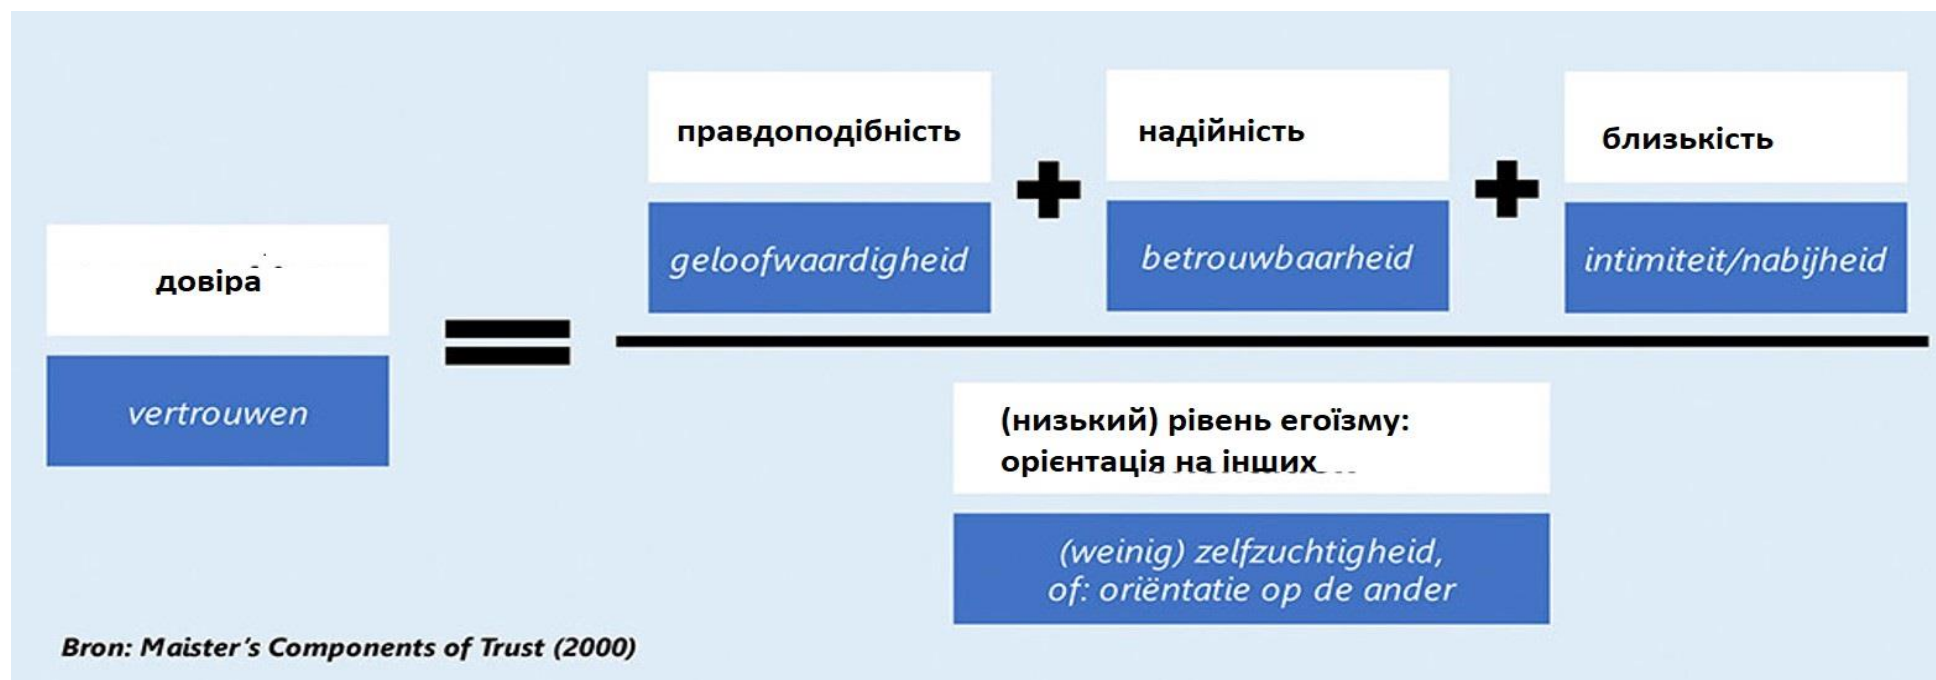 правдоподібність
надійність
близькість
geloofwaardigheid
betrouwbaarheid
intimiteit/nabijheid
довіра
vertrouwen
(низький) рівень егоїзму:
орієнтація на інших
(weinig) zelfzuchtigheid,
of: oriëntatie op de ander
Bron: Maister's Components of Trust (2000)